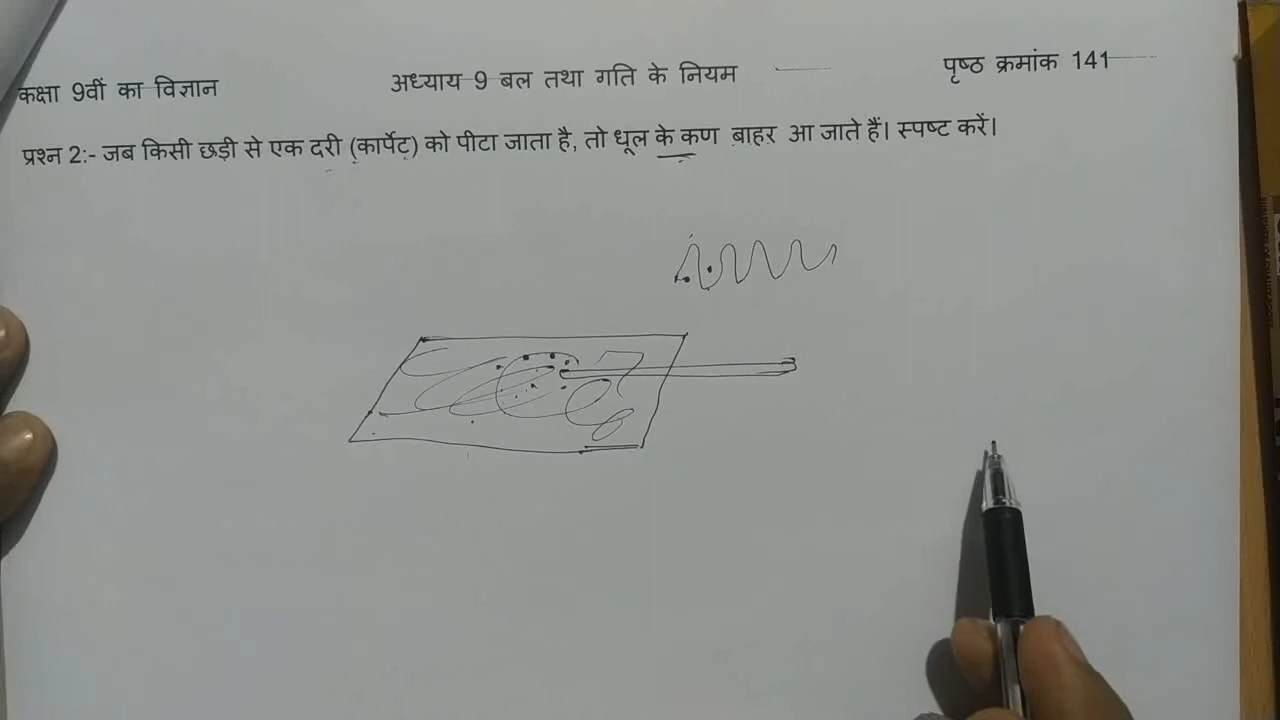 कक्षा 9वीं का विज्ञान अध्याय 9 बल तथा गति के नियम पृष्ठ क्रमांक 141
प्रश्न 2:- जब किसी छड़ी से एक दरी (कार्पेट) को पीटा जाता है, तो धूल के कण बाहर आ जाते हैं। स्पष्ट करें।